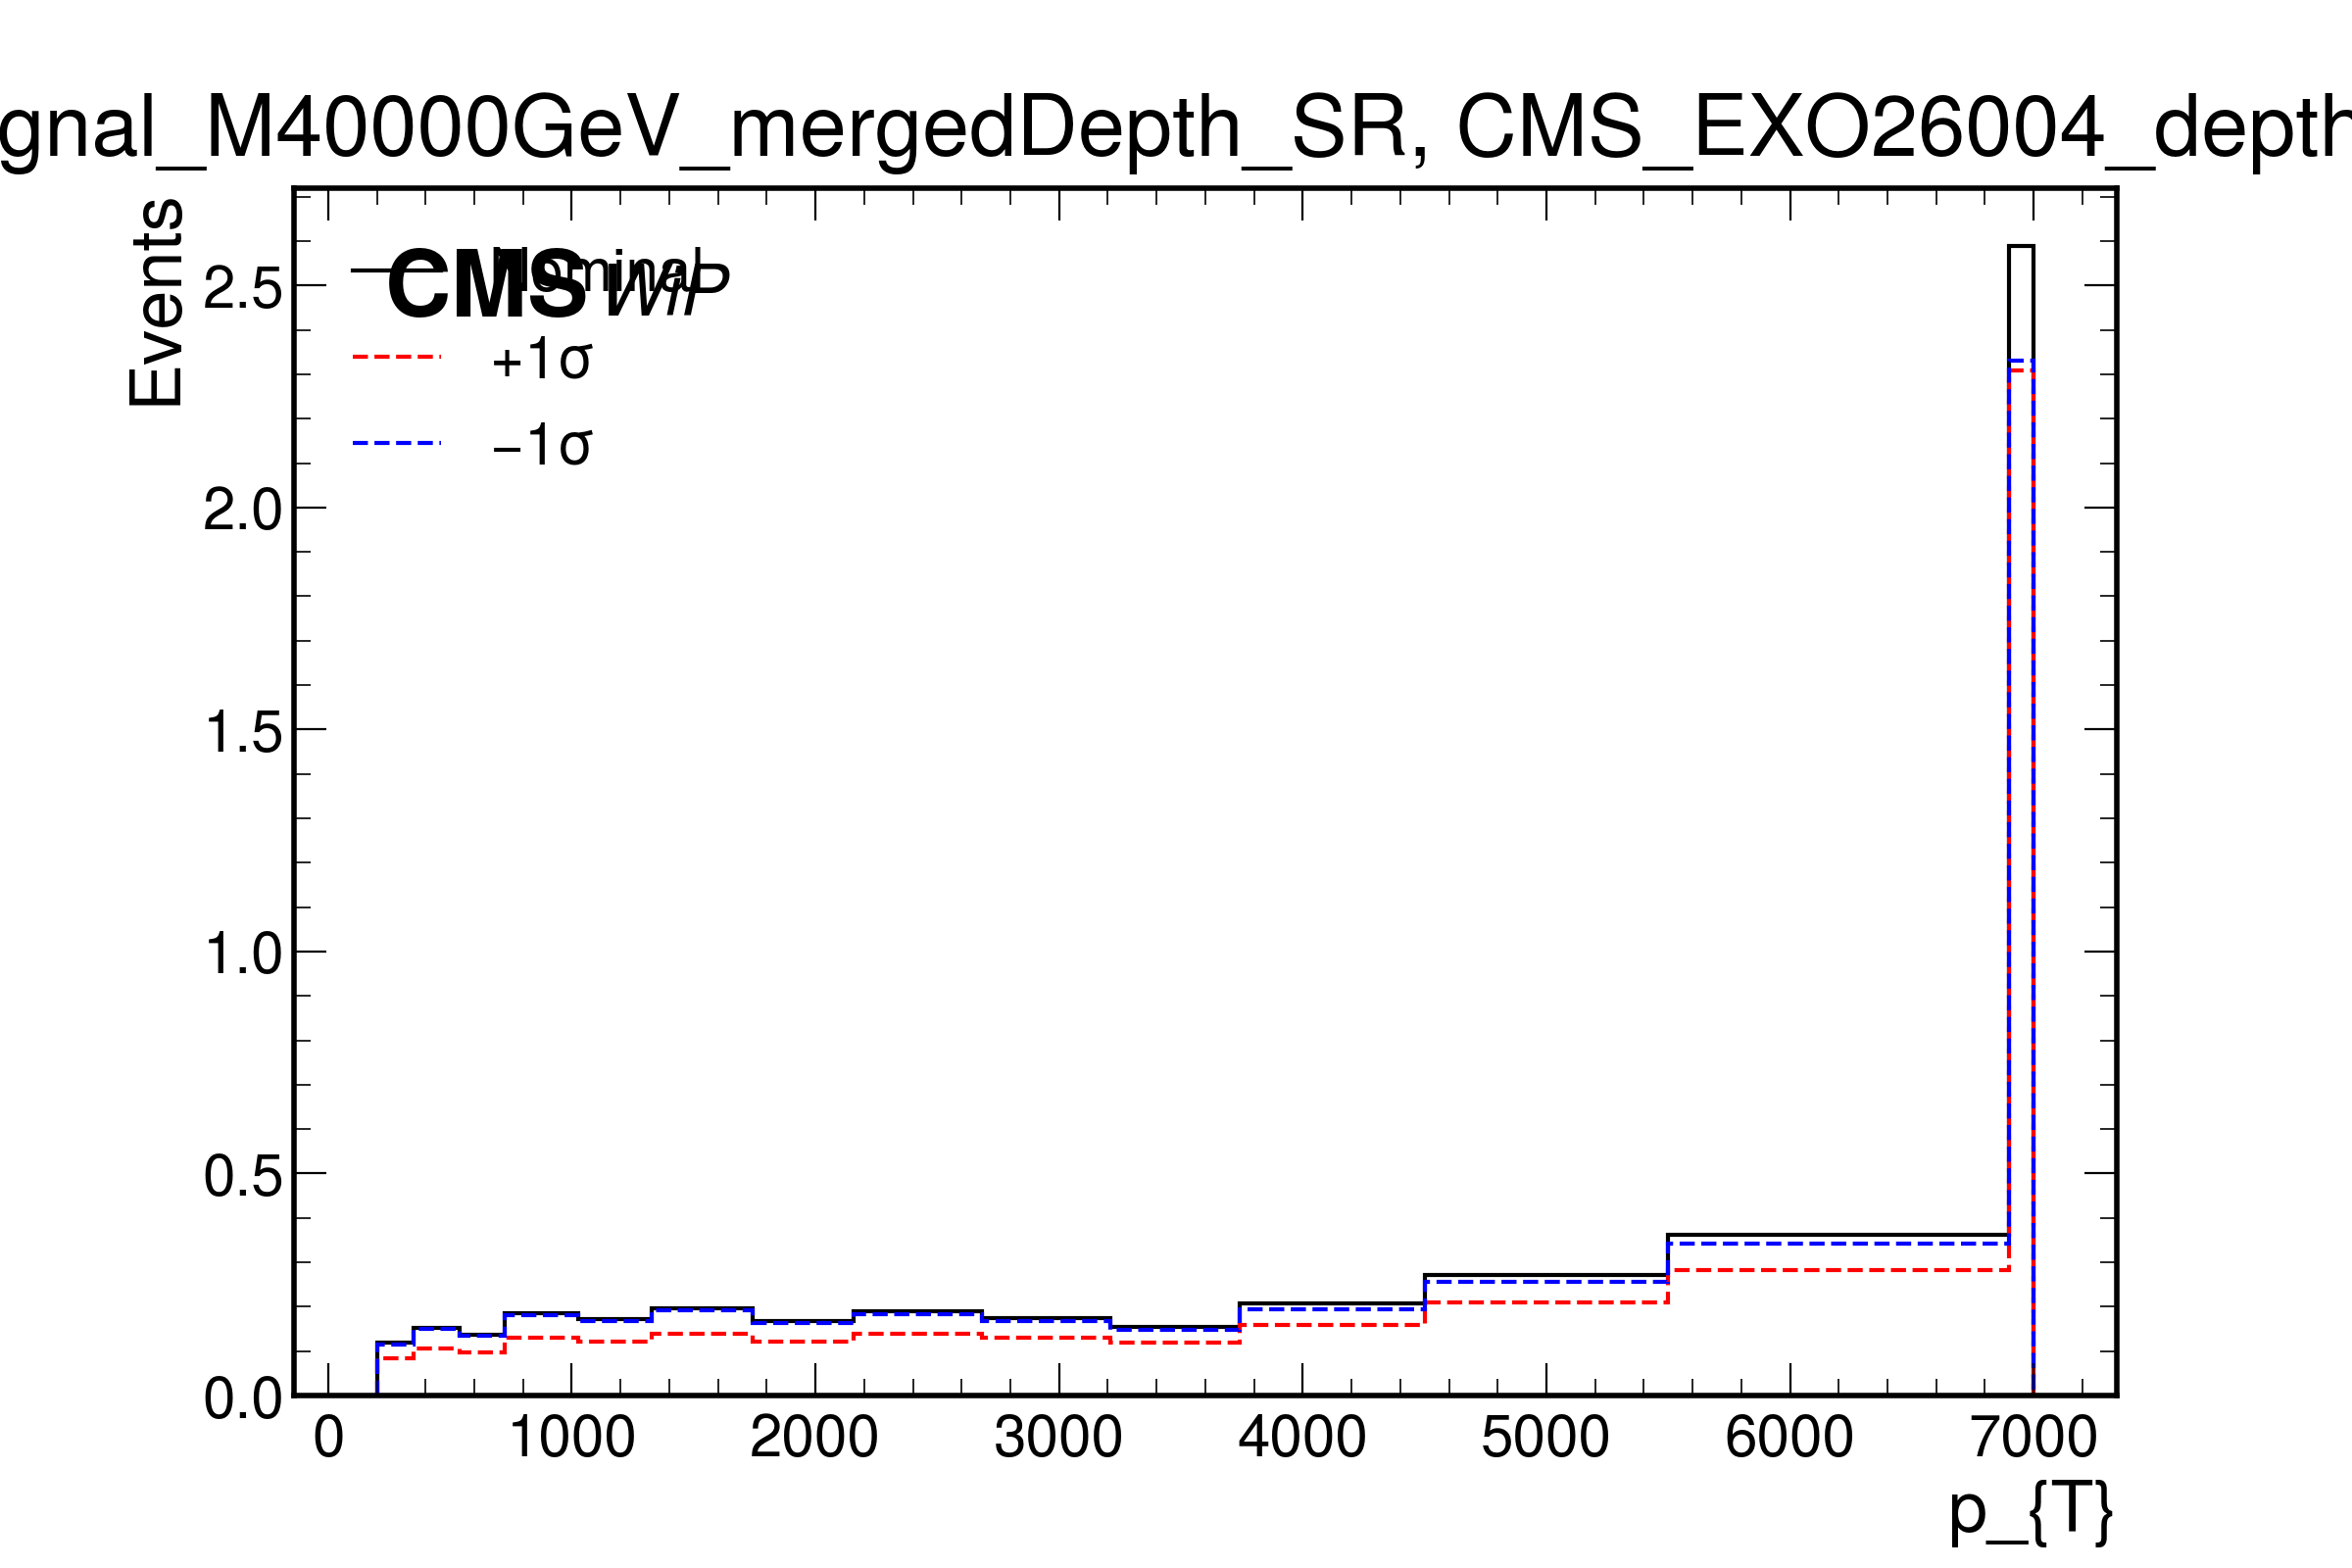 gnal_M40000GeV_mergedDepth_SR, CMS_EXO26004_depth
Events
CMS WiP
Nominal
+1σ
−1σ
2.5
2.0
1.5
1.0
0.5
0.0
0 1000 2000 3000 4000 5000 6000 7000
p_{T}